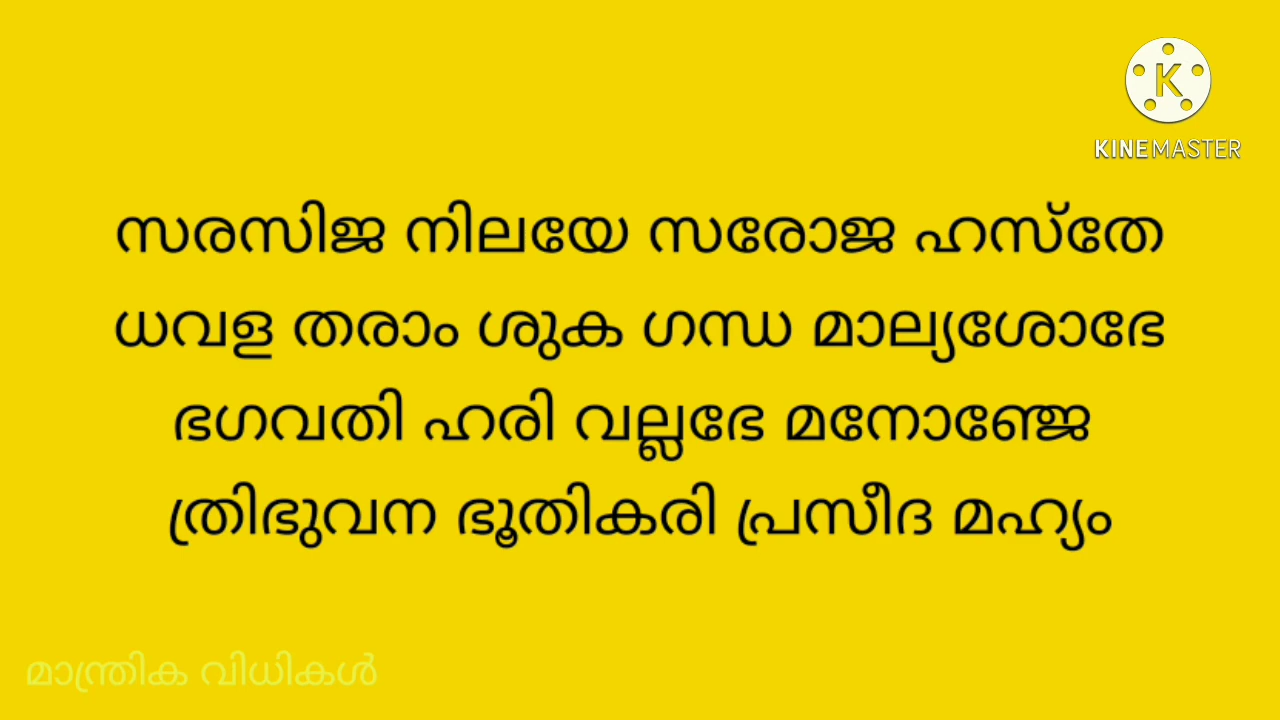 KINEMASTER
സരസിജ നിലയേ സരോജ ഹസ്തേ
ധവള തരാം ശുക ഗന്ധ മാല്യശോഭേ
ഭഗവതി ഹരി വല്ലഭേ മനോഞ്ജേ
ത്രിഭുവന ഭൂതികരി പ്രസീദ മഹ്യം
മാന്ത്രിക വിധികൾ